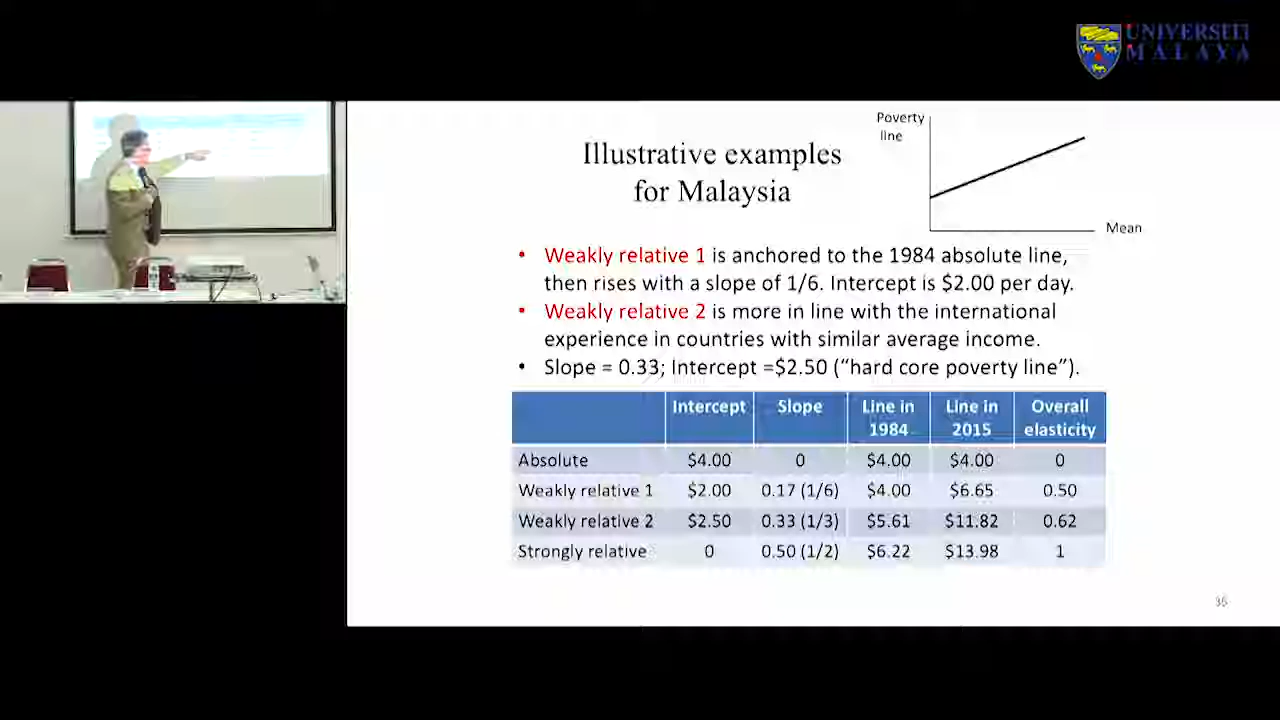 UNIVERSITI
MALAYA
Poverty
line
Mean
Illustrative examples
for Malaysia
• Weakly relative 1 is anchored to the 1984 absolute line,
then rises with a slope of 1/6. Intercept is $2.00 per day.
• Weakly relative 2 is more in line with the international
experience in countries with similar average income.
• Slope = 0.33; Intercept =$2.50 (“hard core poverty line”).
Intercept Slope Line in 1984 Line in 2015 Overall elasticity
Absolute $4.00 0 $4.00 $4.00 0
Weakly relative 1 $2.00 0.17 (1/6) $4.00 $6.65 0.50
Weakly relative 2 $2.50 0.33 (1/3) $5.61 $11.82 0.62
Strongly relative 0 0.50 (1/2) $6.22 $13.98 1